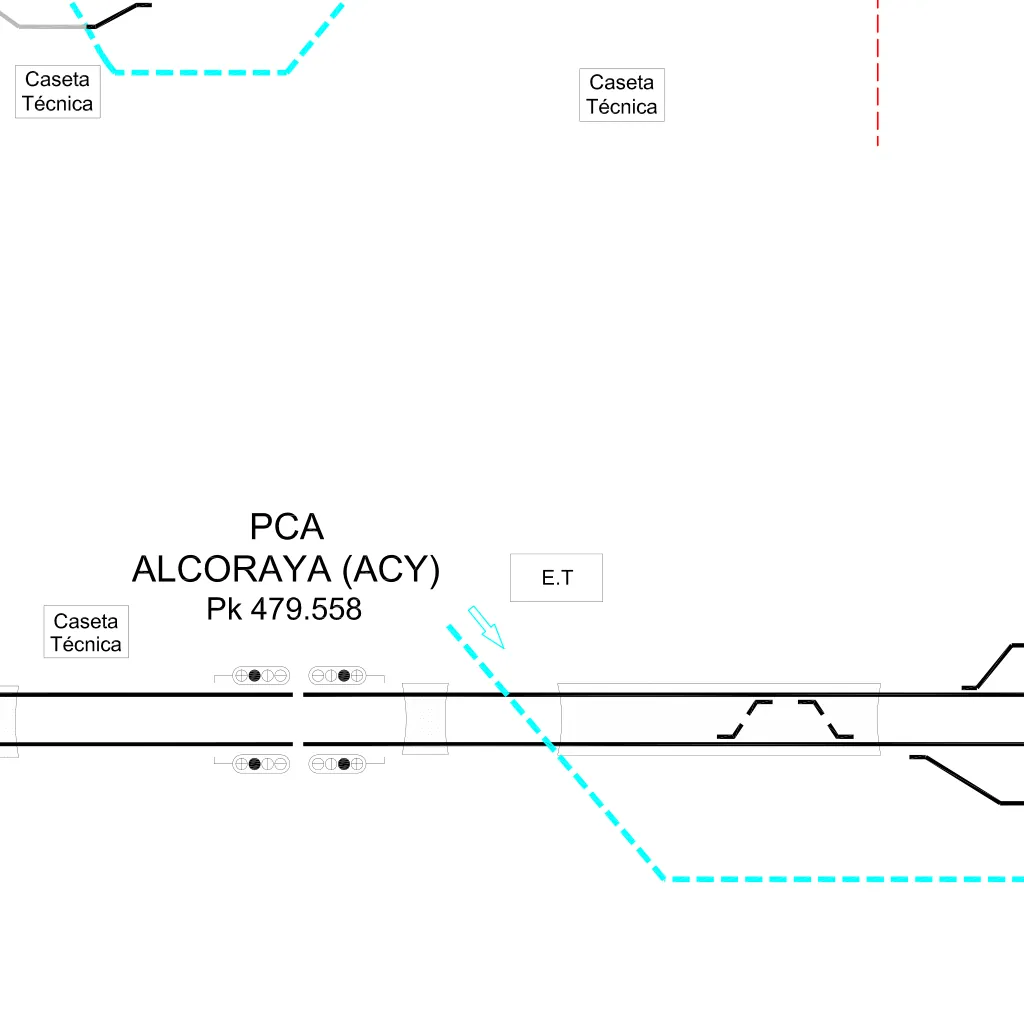 Caseta
Técnica
Caseta
Técnica
PCA
ALCORAYA (ACY)
Pk 479.558
E.T
Caseta
Técnica